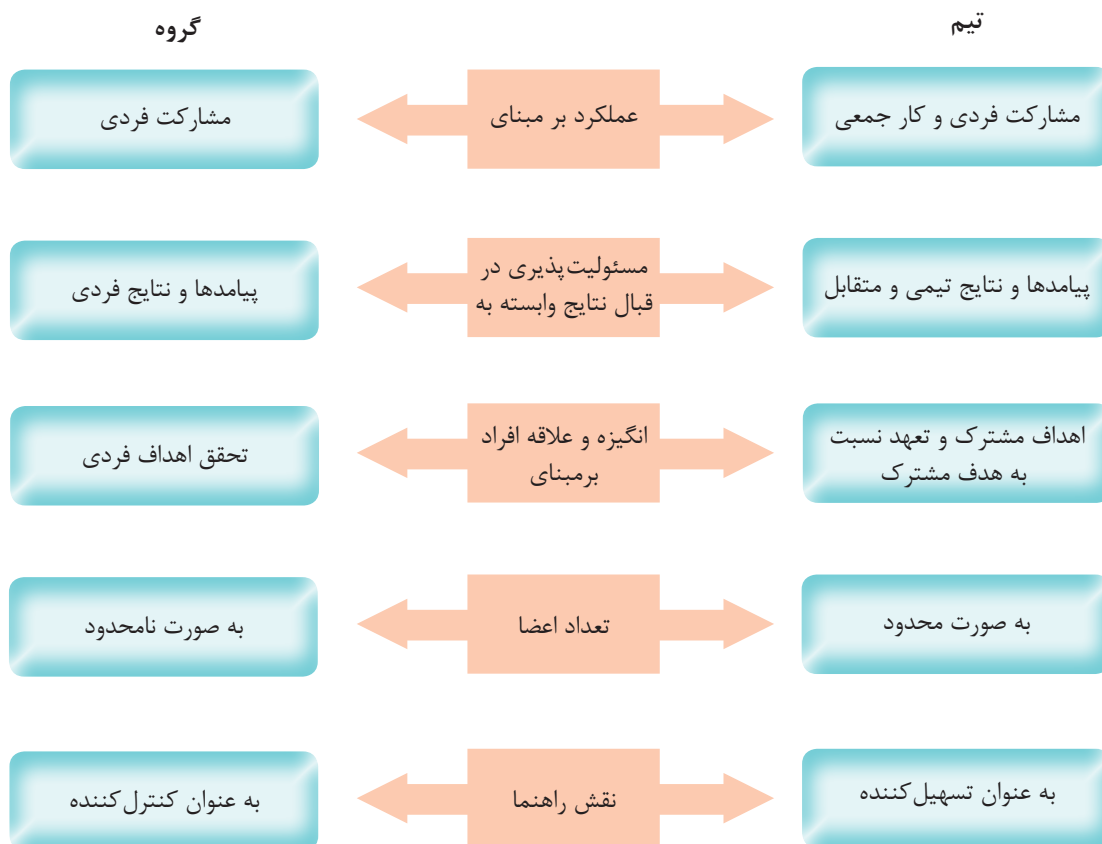 تیم
گروه
مشارکت فردی و کار جمعی
عملکرد بر مبنای
مشارکت فردی
پیامدها و نتایج تیمی و متقابل
مسئولیت‌پذیری در
قبال نتایج وابسته به
پیامدها و نتایج فردی
اهداف مشترک و تعهد نسبت
به هدف مشترک
انگیزه و علاقه افراد
برمبنای
تحقق اهداف فردی
به صورت محدود
تعداد اعضا
به صورت نامحدود
به عنوان تسهیل‌کننده
نقش راهنما
به عنوان کنترل‌کننده